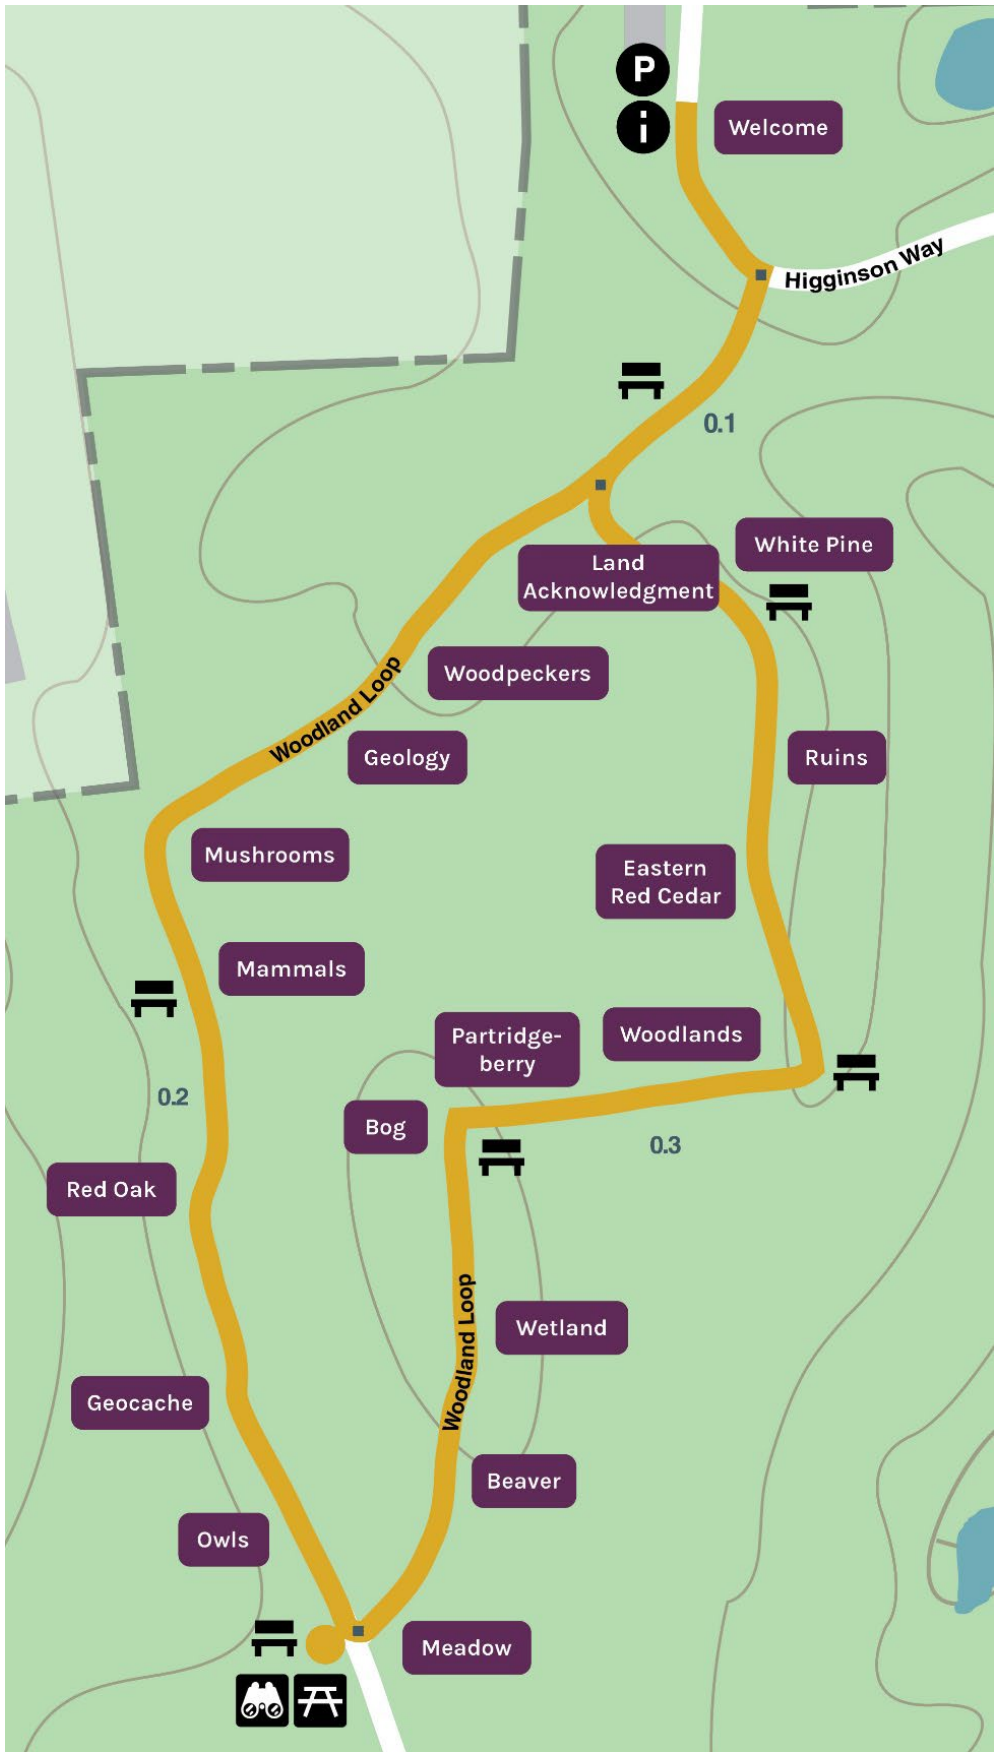 P
i
Welcome
Higginson Way
0.1
White Pine
Land
Acknowledgment
Woodpeckers
Woodland Loop
Geology
Ruins
Mushrooms
Eastern
Red Cedar
Mammals
Partridge-
berry
Woodlands
0.2
Bog
0.3
Red Oak
Woodland Loop
Wetland
Geocache
Beaver
Owls
Meadow